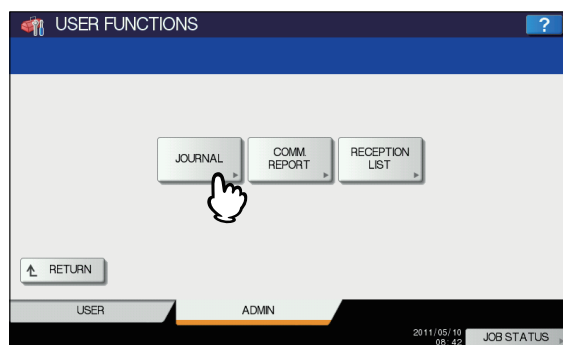 USER FUNCTIONS
?
JOURNAL
COMM.
REPORT
RECEPTION
LIST
RETURN
USER
ADMIN
2011/05/10
08:42
JOB STATUS